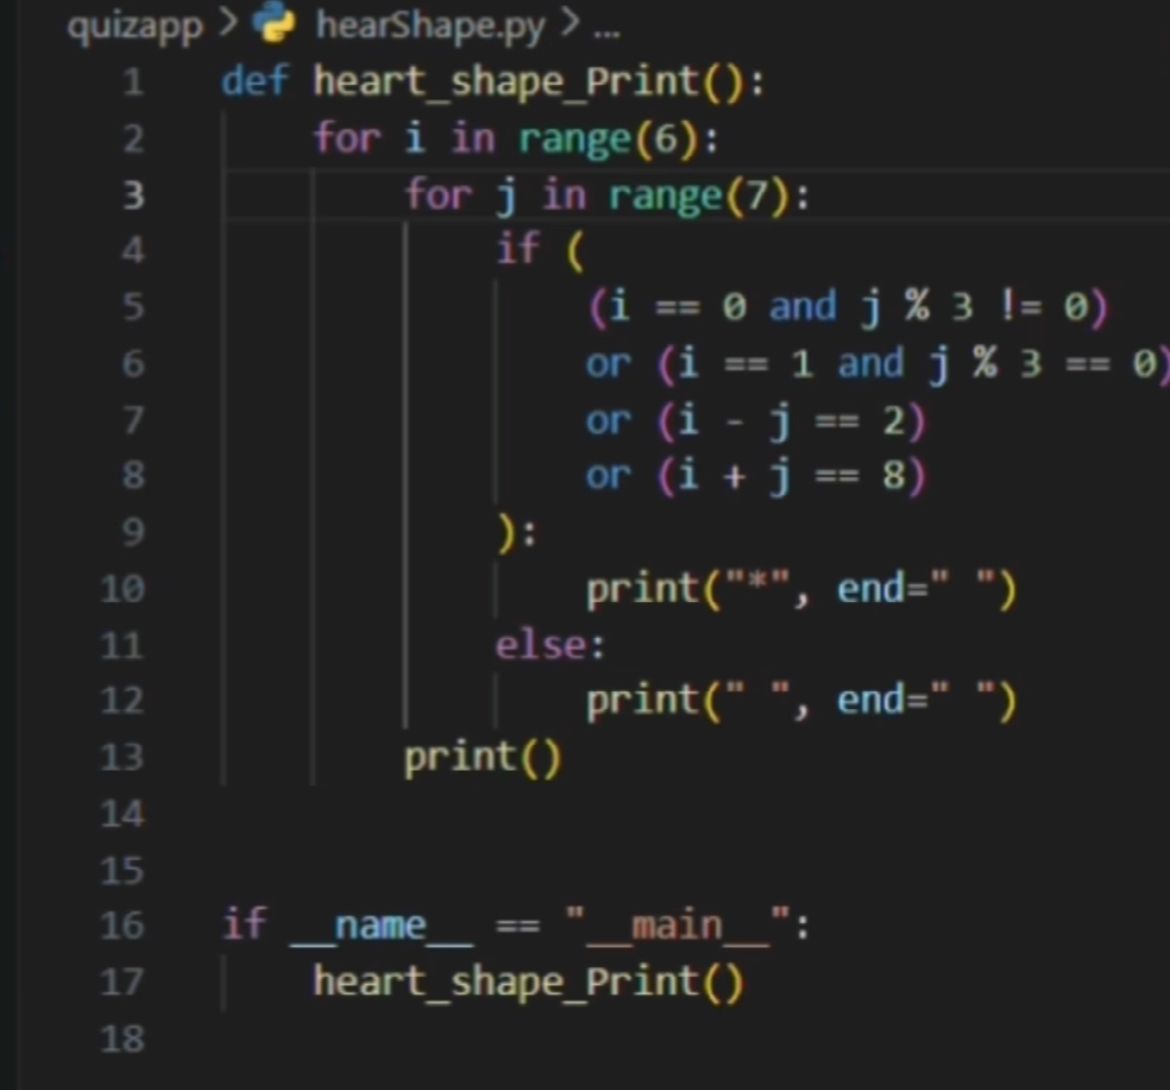 quizapp > hearShape.py > ...
1 def heart_shape_Print():
2     for i in range(6):
3         for j in range(7):
4             if (
5                 (i == 0 and j % 3 != 0)
6                 or (i == 1 and j % 3 == 0)
7                 or (i - j == 2)
8                 or (i + j == 8)
9             ):
10                 print("*", end=" ")
11             else:
12                 print(" ", end=" ")
13         print()
14
15
16 if __name__ == "__main__":
17     heart_shape_Print()
18